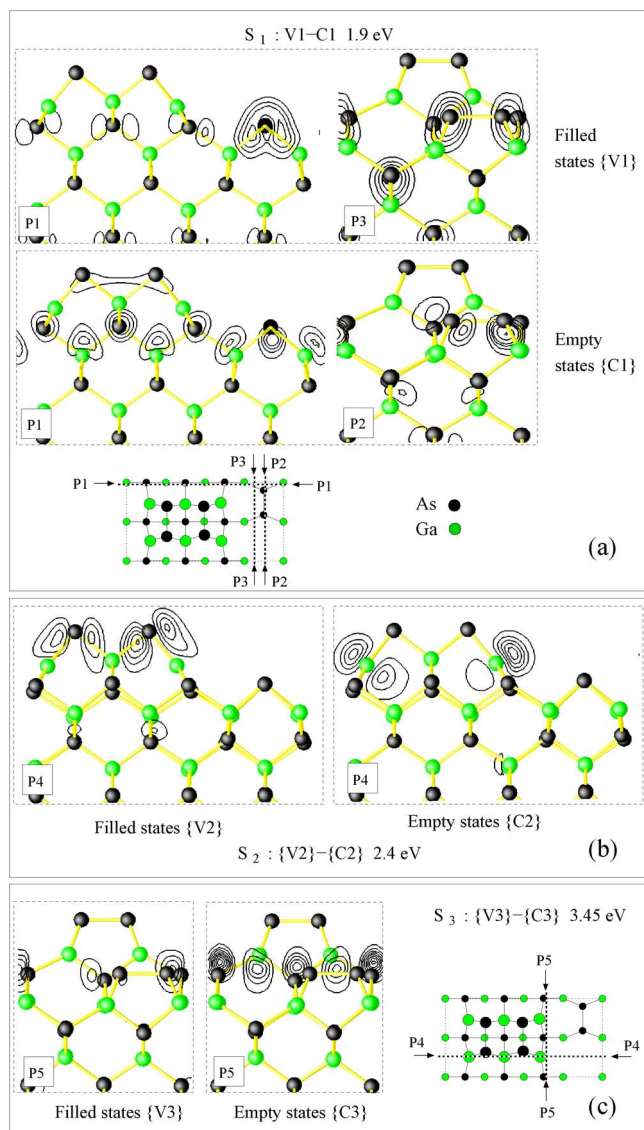 S 1 : V1−C1 1.9 eV
P1
P3
Filled
states {V1}
P1
P2
Empty
states {C1}
P3
P2
P1
P1
As
Ga
P3
P2
(a)
P4
P4
Filled states {V2}
Empty states {C2}
S 2 : {V2}−{C2} 2.4 eV
(b)
S 3 : {V3}−{C3} 3.45 eV
P5
P5
P5
P4
P4
P5
Filled states {V3}
Empty states {C3}
(c)